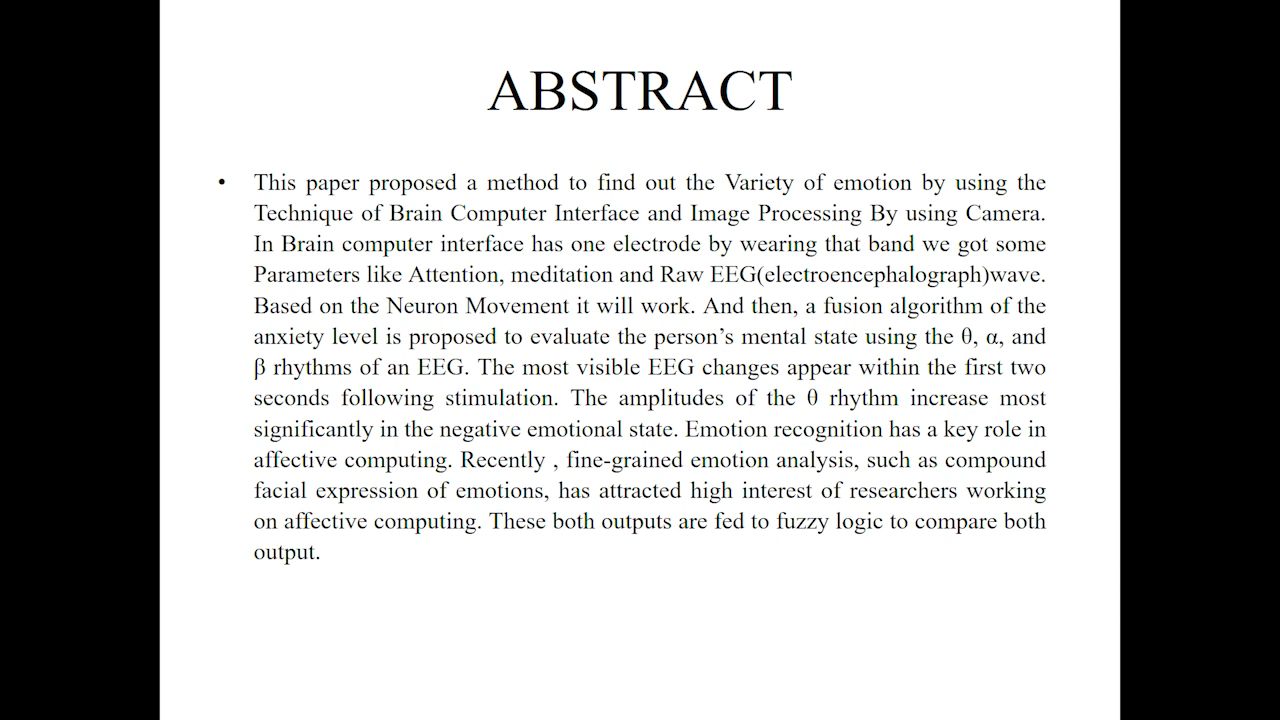 ABSTRACT
• This paper proposed a method to find out the Variety of emotion by using the
Technique of Brain Computer Interface and Image Processing By using Camera.
In Brain computer interface has one electrode by wearing that band we got some
Parameters like Attention, meditation and Raw EEG(electroencephalograph)wave.
Based on the Neuron Movement it will work. And then, a fusion algorithm of the
anxiety level is proposed to evaluate the person’s mental state using the θ, α, and
β rhythms of an EEG. The most visible EEG changes appear within the first two
seconds following stimulation. The amplitudes of the θ rhythm increase most
significantly in the negative emotional state. Emotion recognition has a key role in
affective computing. Recently , fine-grained emotion analysis, such as compound
facial expression of emotions, has attracted high interest of researchers working
on affective computing. These both outputs are fed to fuzzy logic to compare both
output.